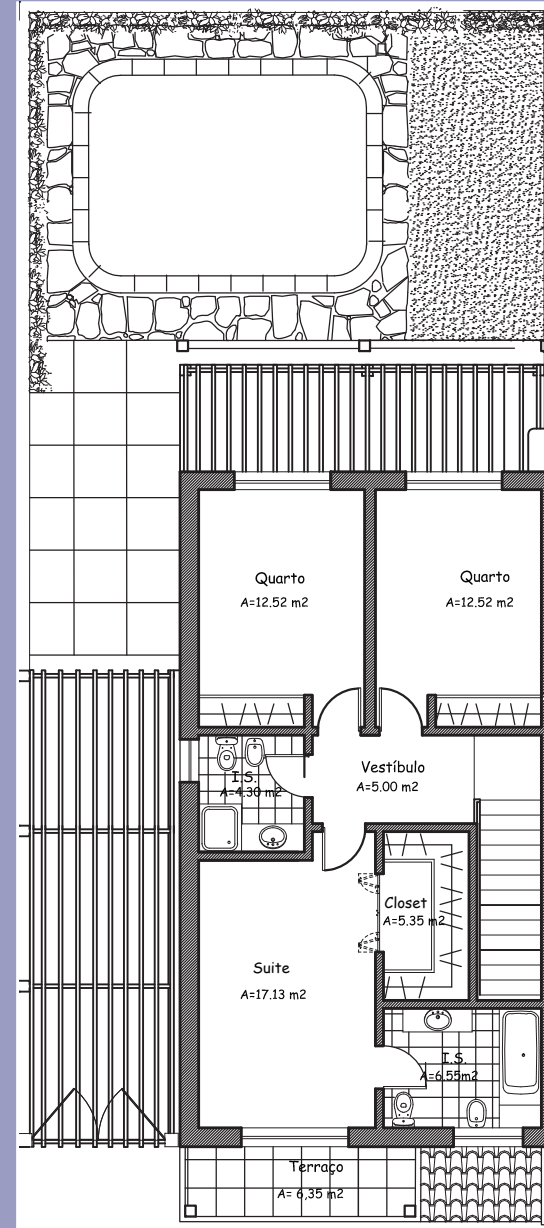 Quarto
A=12.52 m2
Quarto
A=12.52 m2
Vestíbulo
A=5.00 m2
I.S.
A=4.30 m2
Closet
A=5.35 m2
Suite
A=17.13 m2
I.S.
A=6.55m2
Terraço
A= 6,35 m2